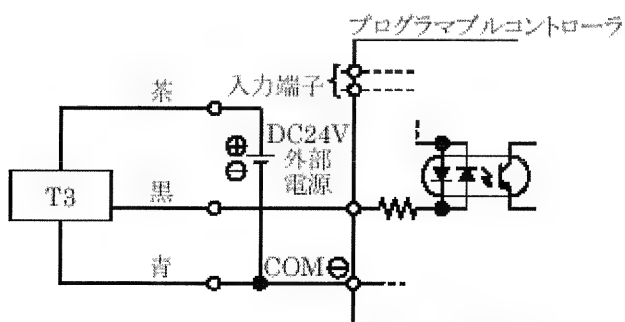 プログラマブルコントローラ
茶
入力端子
⊕
DC24V
⊖
外部
電源
T3
黒
青
COM⊖